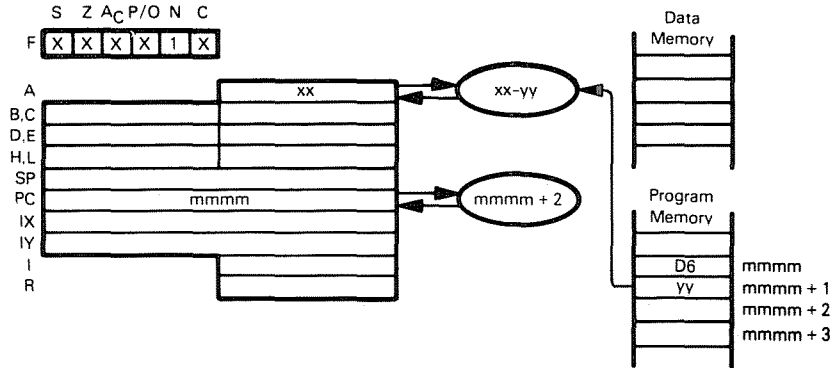 S Z AC P/O N C
F X X X X 1 X
A xx
B,C
D,E
H,L
SP
PC mmmm
IX
IY
I
R
xx-yy
mmmm + 2
Data
Memory
Program
Memory
D6 mmmm
yy mmmm + 1
mmmm + 2
mmmm + 3